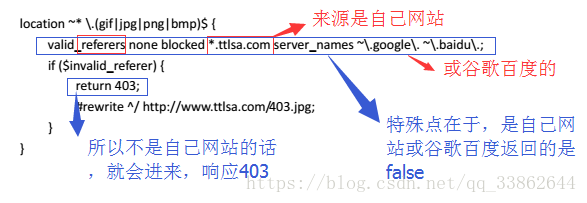 location ~* \.(gif|jpg|png|bmp)$ {
来源是自己网站
valid_referers none blocked *.ttlsa.com server_names ~\.google\. ~\.baidu\.;
if ($invalid_referer) {
或谷歌百度的
return 403;
#rewrite ^/ http://www.ttlsa.com/403.jpg;
}
}
所以不是自己网站的话
，就会进来，响应403
特殊点在于，是自己网
站或谷歌百度返回的是
false
https://blog.csdn.net/qq_33862644